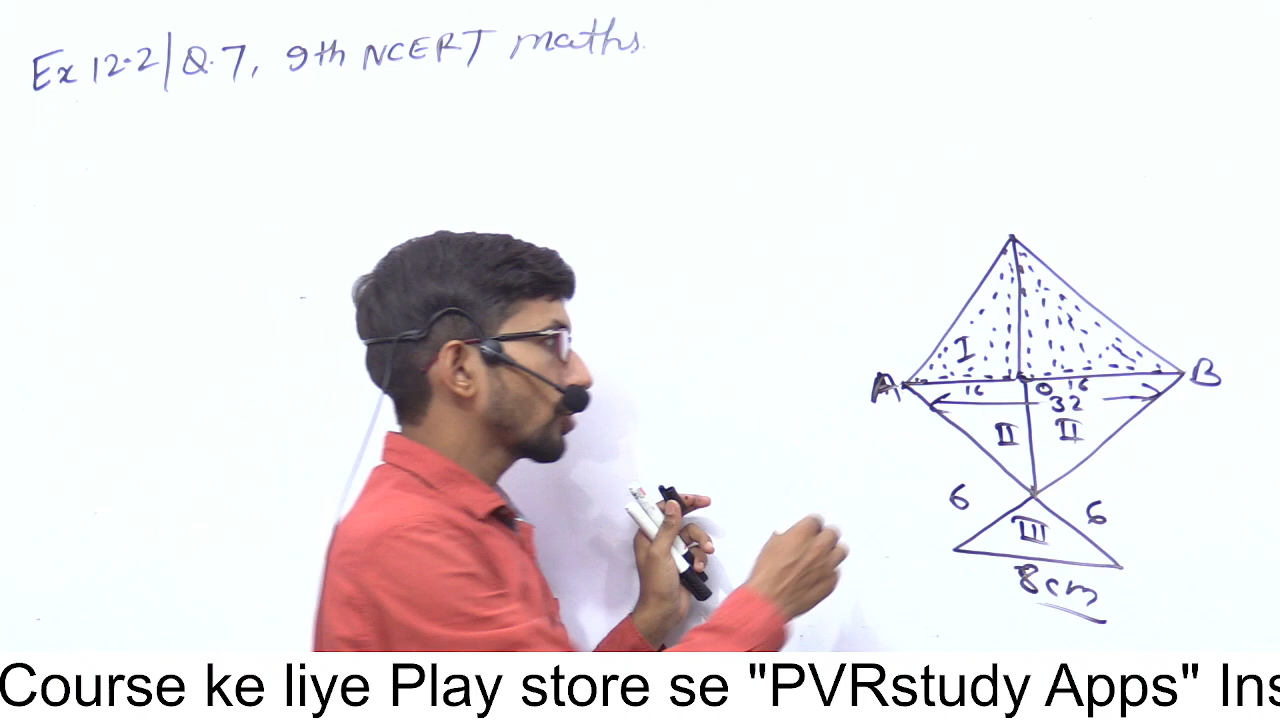 Ex 12.2 | Q.7, 9th NCERT maths.
I
A
B
16 O 16
32
II II
6
6
III
8cm
Course ke liye Play store se "PVRstudy Apps" Ins